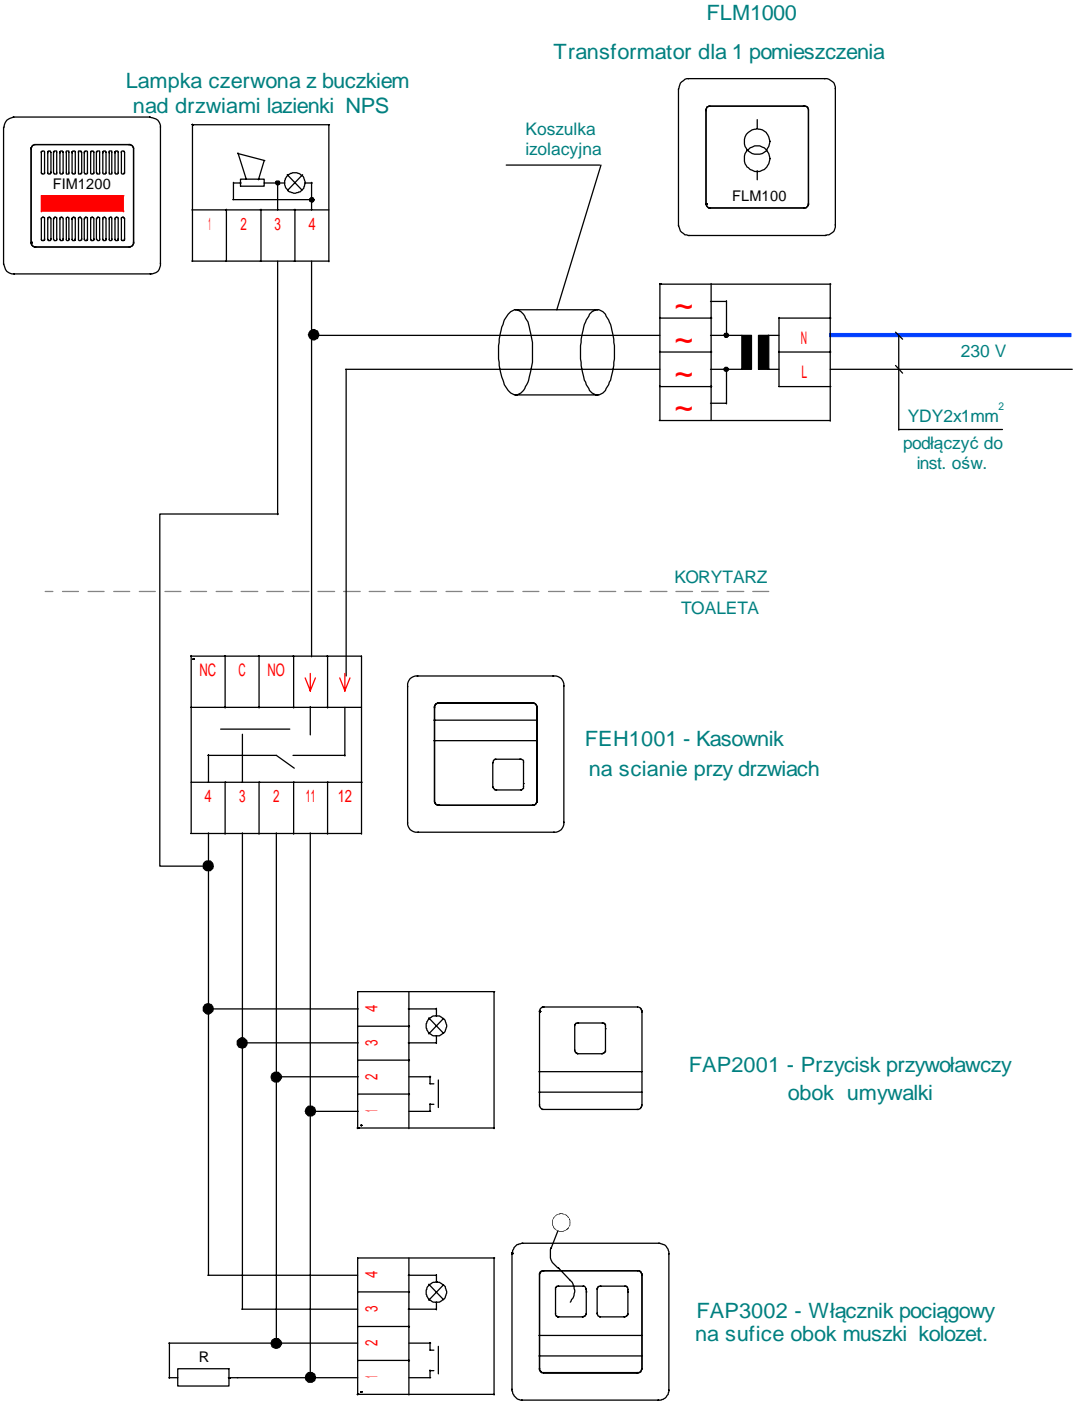 FLM1000
Transformator dla 1 pomieszczenia
Lampka czerwona z buczkiem
nad drzwiami lazienki NPS
FIM1200
1 2 3 4
Koszulka
izolacyjna
FLM100
~
~
~
~
N
L
230 V
YDY2x1mm²
podłączyć do
inst. ośw.
KORYTARZ
TOALETA
NC C NO
4 3 2 11 12
FEH1001 - Kasownik
na scianie przy drzwiach
4
3
2
1
FAP2001 - Przycisk przywoławczy
obok umywalki
4
3
2
1
R
FAP3002 - Włącznik pociągowy
na sufice obok muszki kolozet.